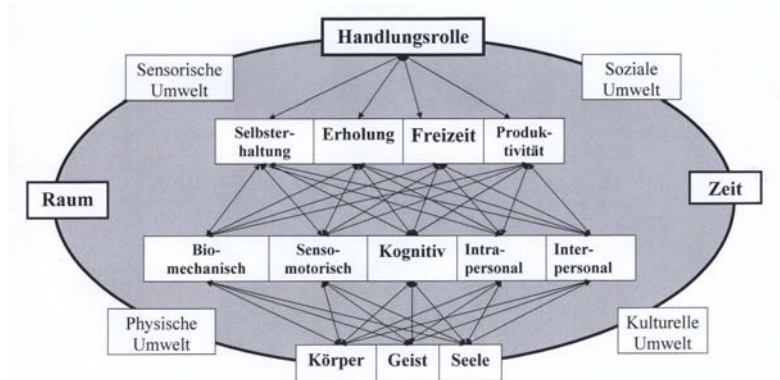 Handlungsrolle
Sensorische
Umwelt
Soziale
Umwelt
Selbster-
haltung
Erholung
Freizeit
Produk-
tivität
Raum
Zeit
Bio-
mechanisch
Senso-
motorisch
Kognitiv
Intra-
personal
Inter-
personal
Physische
Umwelt
Kulturelle
Umwelt
Körper
Geist
Seele